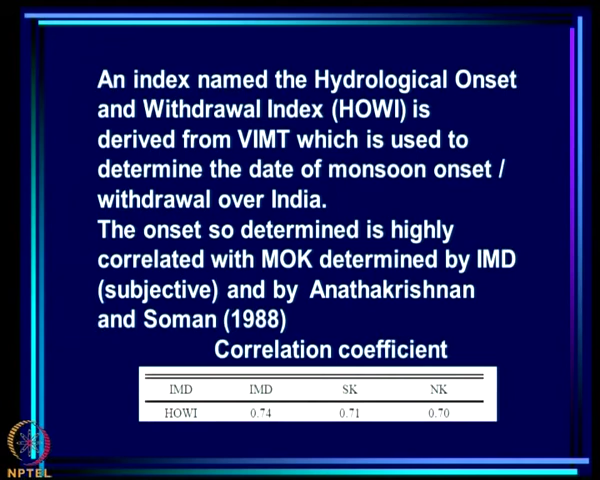 An index named the Hydrological Onset
and Withdrawal Index (HOWI) is
derived from VIMT which is used to
determine the date of monsoon onset /
withdrawal over India.
The onset so determined is highly
correlated with MOK determined by IMD
(subjective) and by Anathakrishnan
and Soman (1988)
Correlation coefficient
IMD IMD SK NK
HOWI 0.74 0.71 0.70
NPTEL